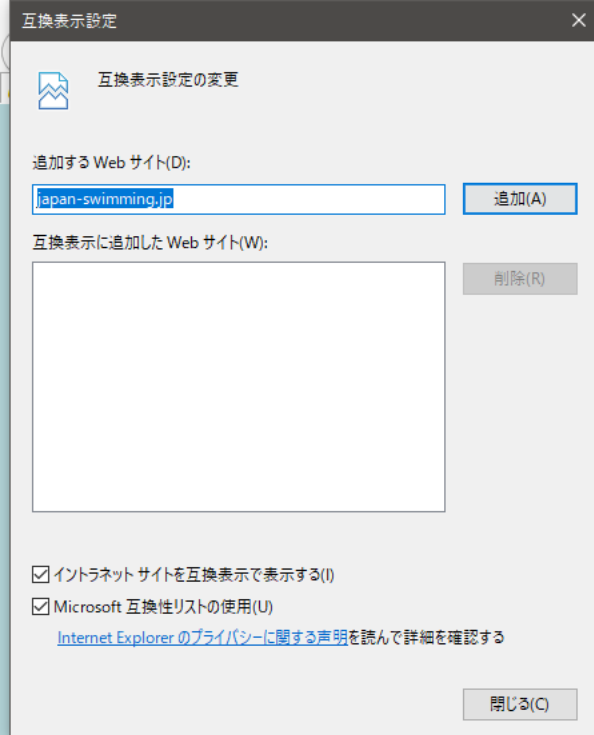 互換表示設定
互換表示設定の変更
追加する Web サイト(D):
japan-swimming.jp
追加(A)
互換表示に追加した Web サイト(W):
削除(R)
イントラネット サイトを互換表示で表示する(I)
Microsoft 互換性リストの使用(U)
Internet Explorer のプライバシーに関する声明を読んで詳細を確認する
閉じる(C)